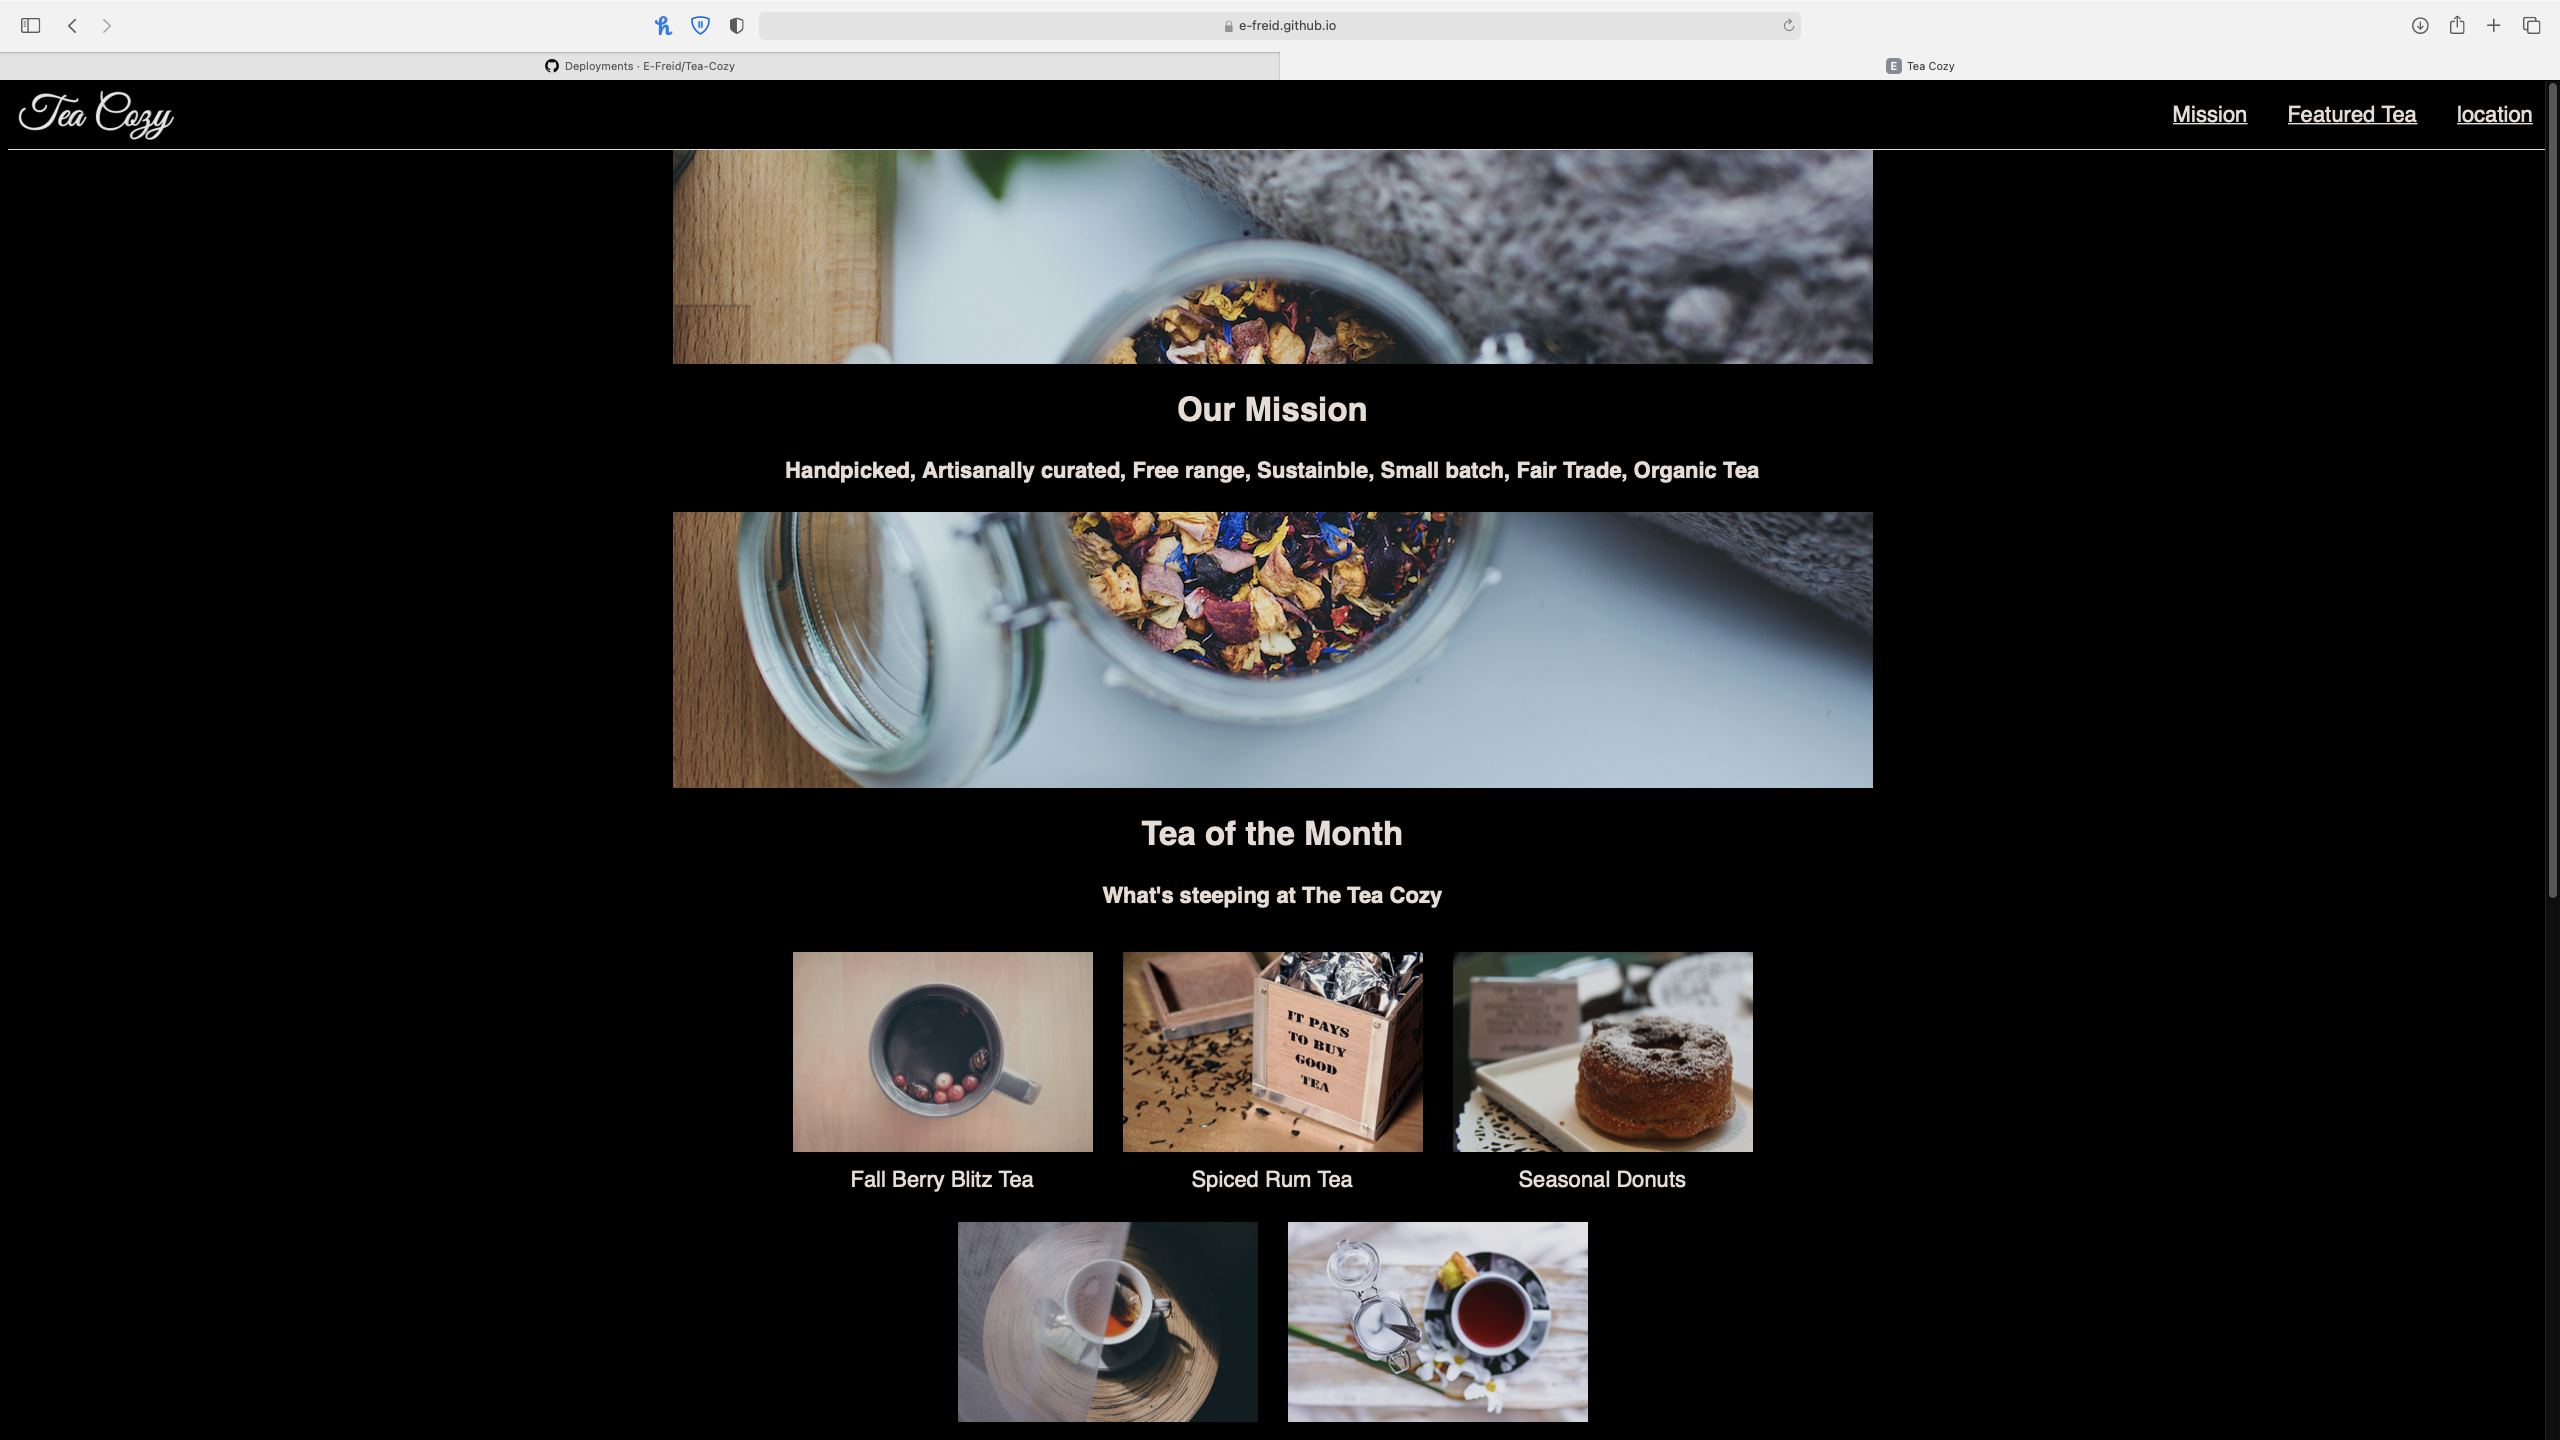 e-freid.github.io
Deployments · E-Freid/Tea-Cozy
E Tea Cozy
Tea Cozy
Mission Featured Tea location
Our Mission
Handpicked, Artisanally curated, Free range, Sustainble, Small batch, Fair Trade, Organic Tea
Tea of the Month
What's steeping at The Tea Cozy
IT PAYS
TO BUY
GOOD
TEA
Fall Berry Blitz Tea
Spiced Rum Tea
Seasonal Donuts